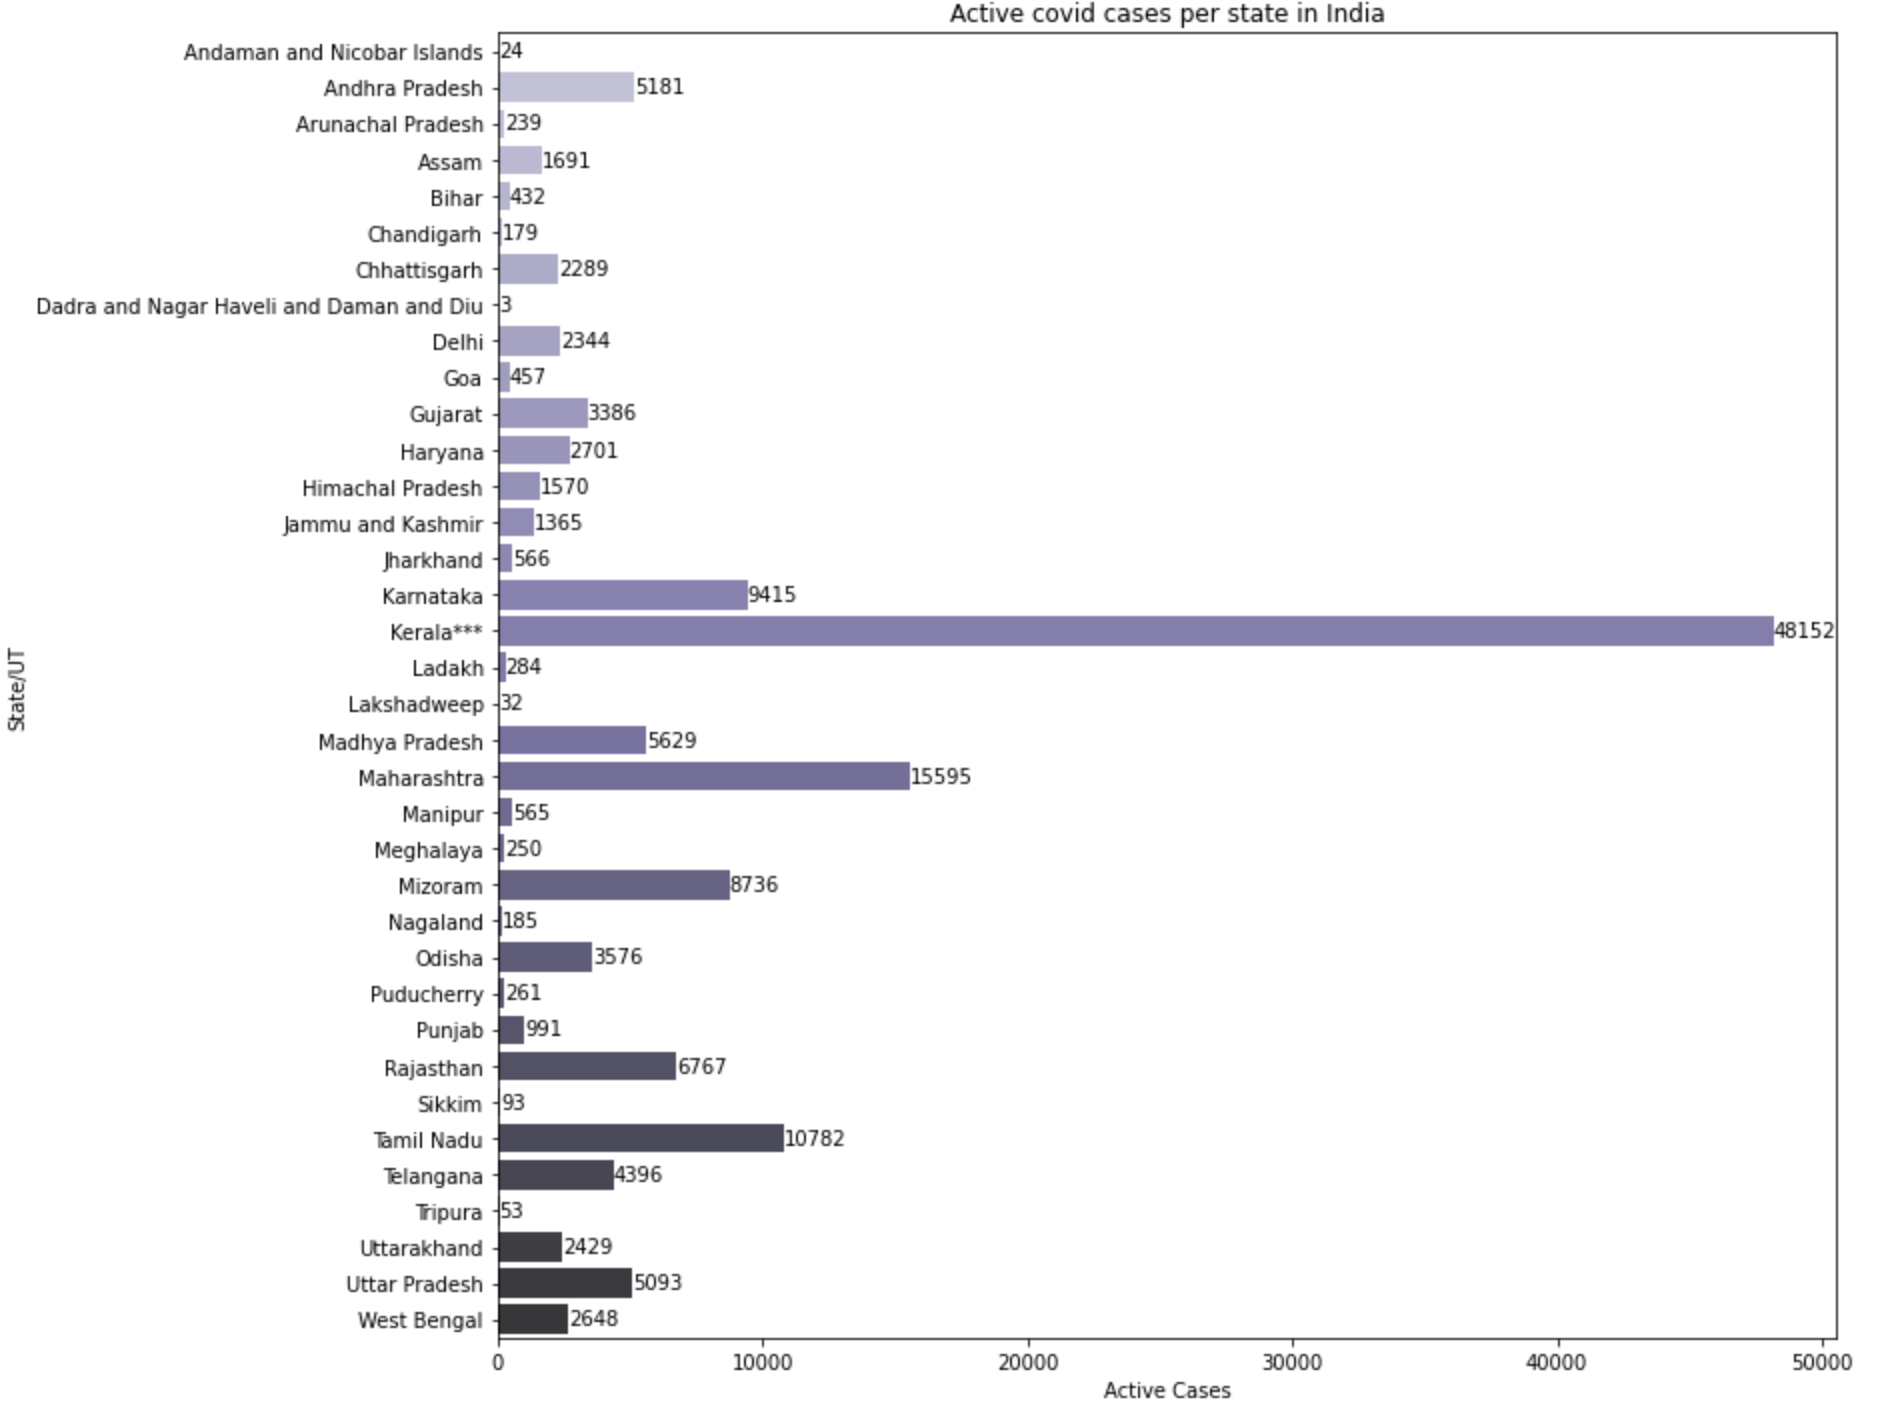 Active covid cases per state in India
Andaman and Nicobar Islands 24
Andhra Pradesh 5181
Arunachal Pradesh 239
Assam 1691
Bihar 432
Chandigarh 179
Chhattisgarh 2289
Dadra and Nagar Haveli and Daman and Diu 3
Delhi 2344
Goa 457
Gujarat 3386
Haryana 2701
Himachal Pradesh 1570
Jammu and Kashmir 1365
Jharkhand 566
Karnataka 9415
Kerala*** 48152
Ladakh 284
Lakshadweep 32
Madhya Pradesh 5629
Maharashtra 15595
Manipur 565
Meghalaya 250
Mizoram 8736
Nagaland 185
Odisha 3576
Puducherry 261
Punjab 991
Rajasthan 6767
Sikkim 93
Tamil Nadu 10782
Telangana 4396
Tripura 53
Uttarakhand 2429
Uttar Pradesh 5093
West Bengal 2648
State/UT
0 10000 20000 30000 40000 50000
Active Cases